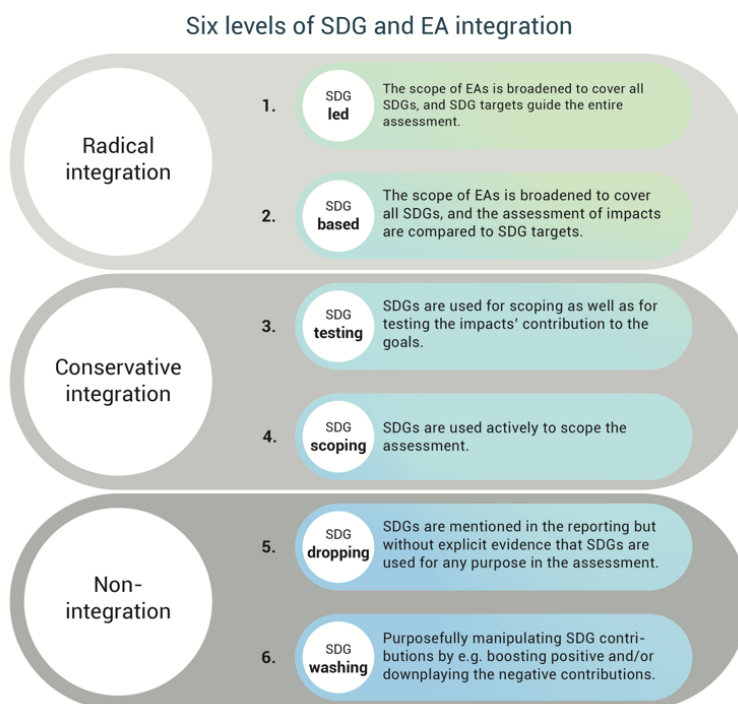 Six levels of SDG and EA integration
Radical
integration
1.
SDG
led
The scope of EAs is broadened to cover all
SDGs, and SDG targets guide the entire
assessment.
2.
SDG
based
The scope of EAs is broadened to cover
all SDGs, and the assessment of impacts
are compared to SDG targets.
Conservative
integration
3.
SDG
testing
SDGs are used for scoping as well as for
testing the impacts’ contribution to the
goals.
4.
SDG
scoping
SDGs are used actively to scope the
assessment.
Non-
integration
5.
SDG
dropping
SDGs are mentioned in the reporting but
without explicit evidence that SDGs are
used for any purpose in the assessment.
6.
SDG
washing
Purposefully manipulating SDG contri-
butions by e.g. boosting positive and/or
downplaying the negative contributions.